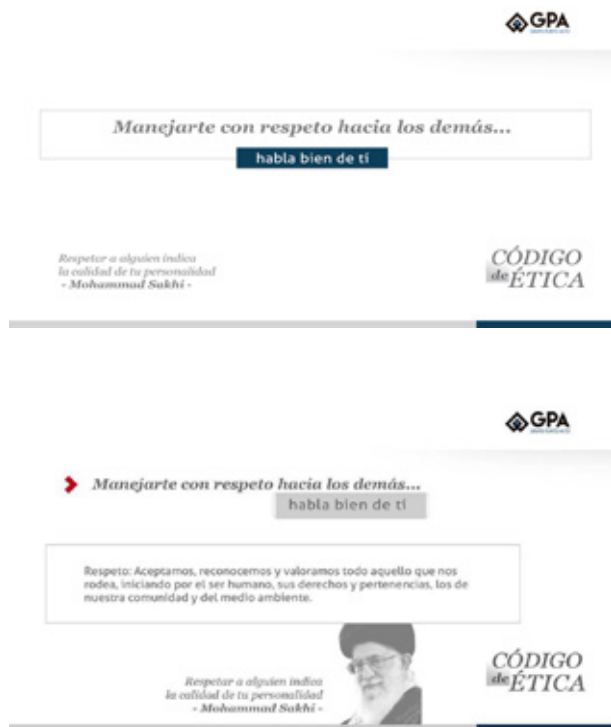 GPA
Manejarte con respeto hacia los demás...
habla bien de tí
Respetar a alguien indica
la calidad de tu personalidad
- Mohammad Sakhi -
CÓDIGO
de ÉTICA
GPA
Manejarte con respeto hacia los demás...
habla bien de tí
Respeto: Aceptamos, reconocemos y valoramos todo aquello que nos
rodea, iniciando por el ser humano, sus derechos y pertenencias, los de
nuestra comunidad y del medio ambiente.
Respetar a alguien indica
la calidad de tu personalidad
- Mohammad Sakhi -
CÓDIGO
de ÉTICA